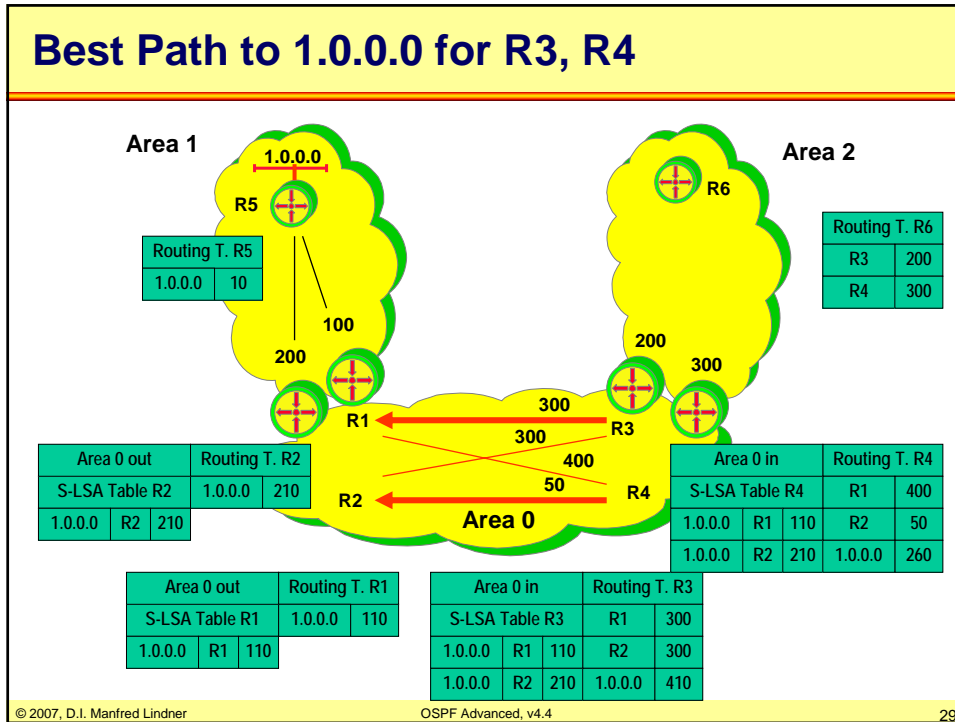 Best Path to 1.0.0.0 for R3, R4
Area 1
1.0.0.0
Area 2
R5
R6
Routing T. R5
1.0.0.0 10
Routing T. R6
R3 200
R4 300
100
200
200
300
R1
300
R3
300
400
50
R2
R4
Area 0
Area 0 out Routing T. R2
S-LSA Table R2 1.0.0.0 210
1.0.0.0 R2 210
Area 0 in Routing T. R4
S-LSA Table R4 R1 400
1.0.0.0 R1 110 R2 50
1.0.0.0 R2 210 1.0.0.0 260
Area 0 out Routing T. R1
S-LSA Table R1 1.0.0.0 110
1.0.0.0 R1 110
Area 0 in Routing T. R3
S-LSA Table R3 R1 300
1.0.0.0 R1 110 R2 300
1.0.0.0 R2 210 1.0.0.0 410
© 2007, D.I. Manfred Lindner OSPF Advanced, v4.4 29